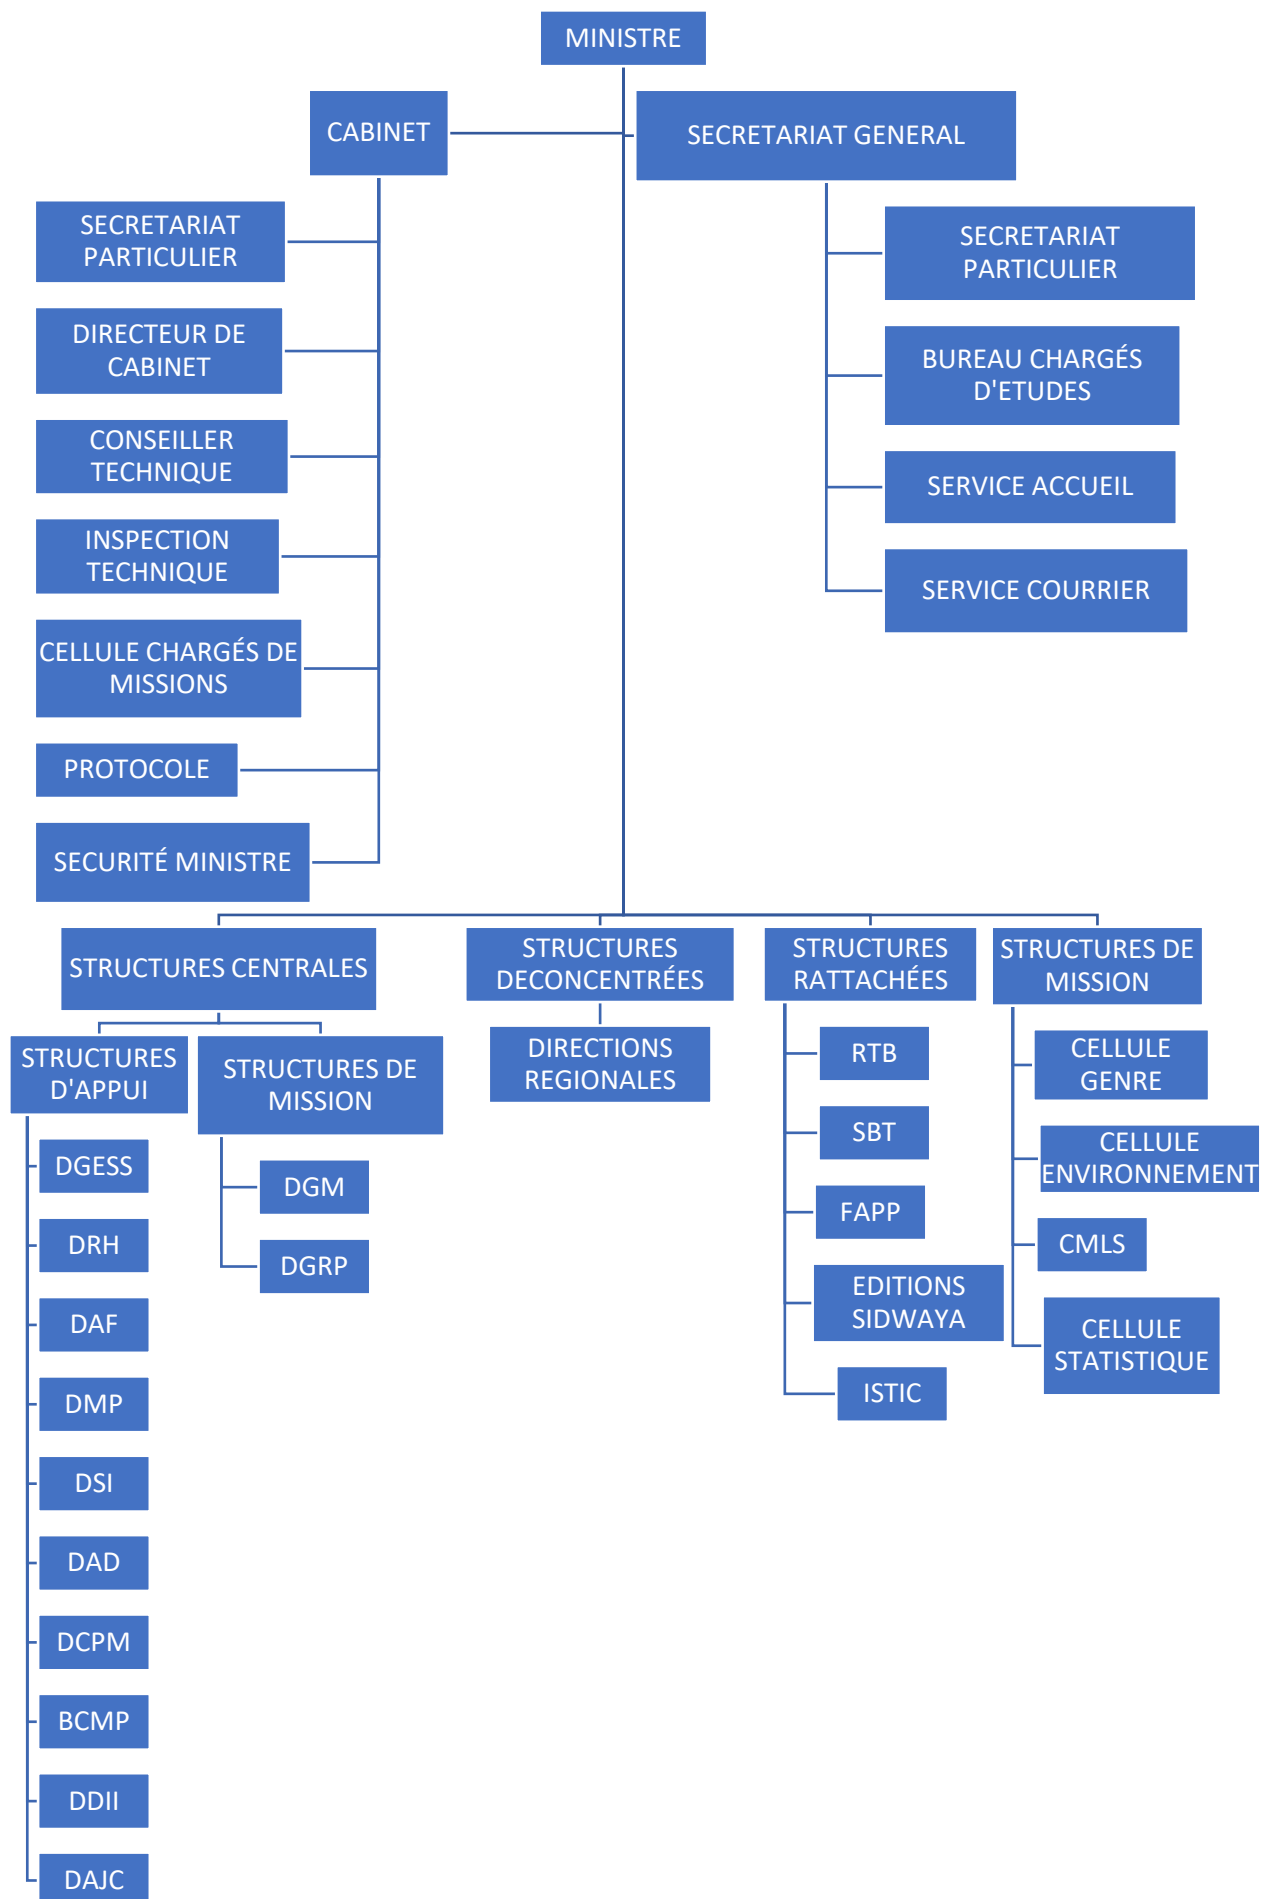 MINISTRE
CABINET
SECRETARIAT GENERAL
SECRETARIAT
PARTICULIER
DIRECTEUR DE
CABINET
CONSEILLER
TECHNIQUE
INSPECTION
TECHNIQUE
CELLULE CHARGÉS DE
MISSIONS
PROTOCOLE
SECURITÉ MINISTRE
SECRETARIAT
PARTICULIER
BUREAU CHARGÉS
D'ETUDES
SERVICE ACCUEIL
SERVICE COURRIER
STRUCTURES CENTRALES
STRUCTURES
D'APPUI
DGESS
DRH
DAF
DMP
DSI
DAD
DCPM
BCMP
DDII
DAJC
STRUCTURES DE
MISSION
DGM
DGRP
STRUCTURES
DECONCENTRÉES
DIRECTIONS
REGIONALES
STRUCTURES
RATTACHÉES
RTB
SBT
FAPP
EDITIONS
SIDWAYA
ISTIC
STRUCTURES DE
MISSION
CELLULE
GENRE
CELLULE
ENVIRONNEMENT
CMLS
CELLULE
STATISTIQUE